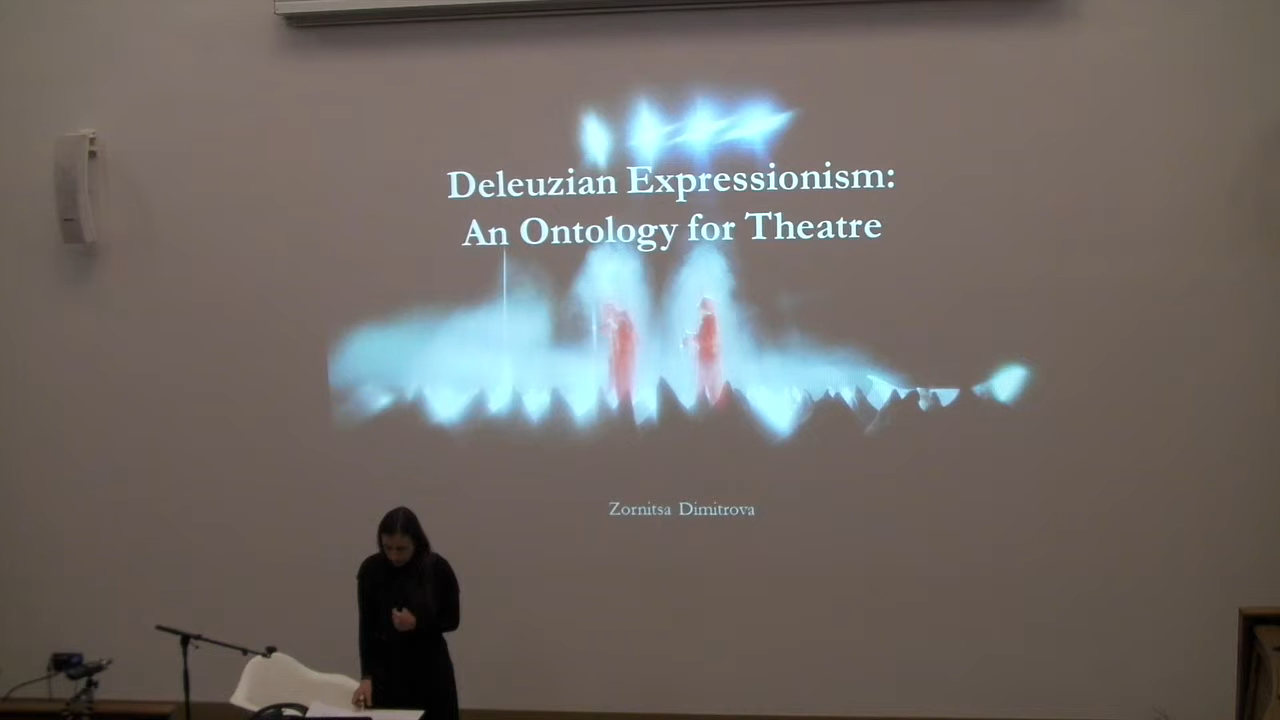 Deleuzian Expressionism:
An Ontology for Theatre
Zornitsa Dimitrova